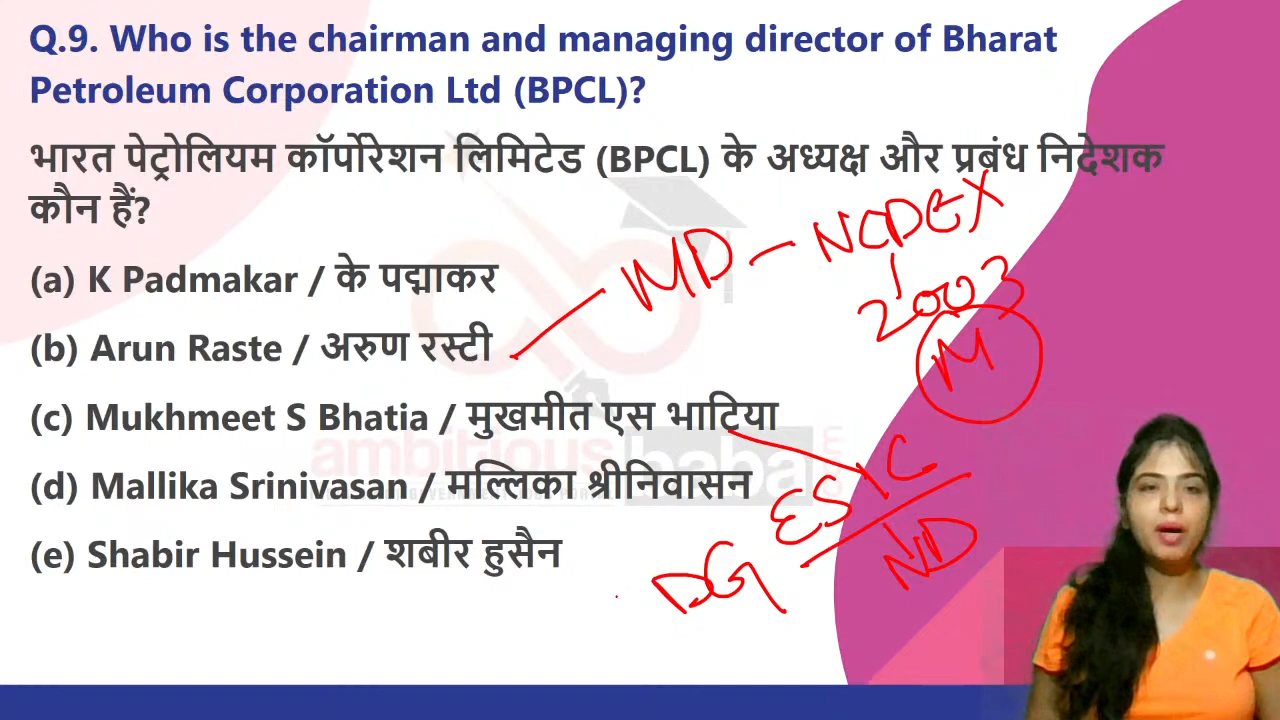 Q.9. Who is the chairman and managing director of Bharat
Petroleum Corporation Ltd (BPCL)?
भारत पेट्रोलियम कॉर्पोरेशन लिमिटेड (BPCL) के अध्यक्ष और प्रबंध निदेशक
कौन हैं?
(a) K Padmakar / के पद्माकर
(b) Arun Raste / अरुण रस्टी
(c) Mukhmeet S Bhatia / मुखमीत एस भाटिया
(d) Mallika Srinivasan / मल्लिका श्रीनिवासन
(e) Shabir Hussein / शबीर हुसैन
MD - NCDEX
2003
M
DG ESIC
ND
ambitious baba